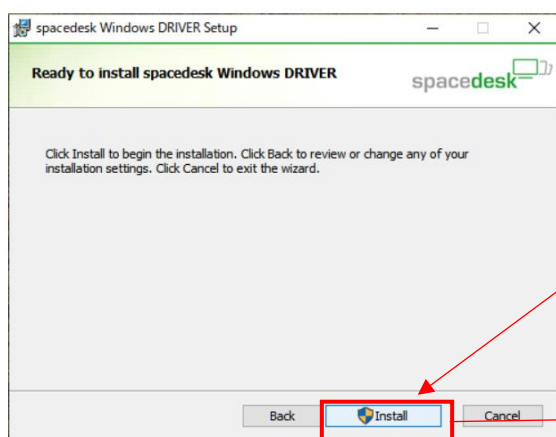 spacedesk Windows DRIVER Setup
Ready to install spacedesk Windows DRIVER
spacedesk
Click Install to begin the installation. Click Back to review or change any of your
installation settings. Click Cancel to exit the wizard.
Back
Install
Cancel